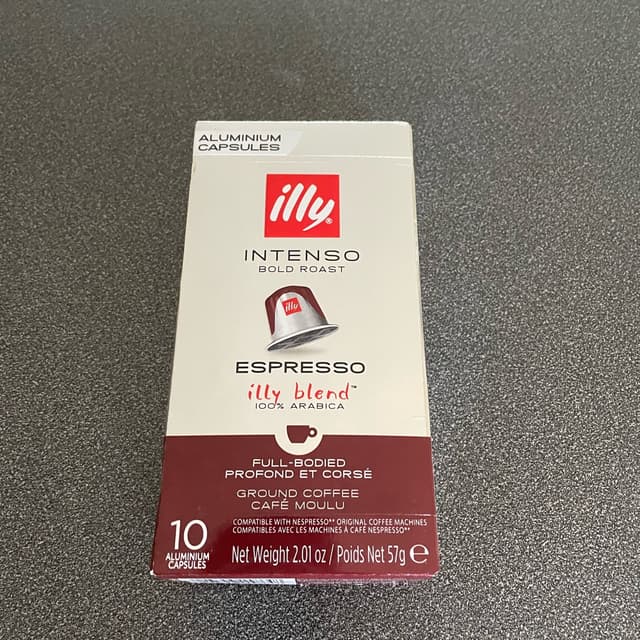 ALUMINIUM
CAPSULES
illy
INTENSO
BOLD ROAST
illy
ESPRESSO
illy blend™
100% ARABICA
FULL-BODIED
PROFOND ET CORSÉ
GROUND COFFEE
CAFÉ MOULU
10
ALUMINIUM
CAPSULES
COMPATIBLE WITH NESPRESSO** ORIGINAL COFFEE MACHINES
COMPATIBLES AVEC LES MACHINES À CAFÉ NESPRESSO**
Net Weight 2.01 oz / Poids Net 57g ℮